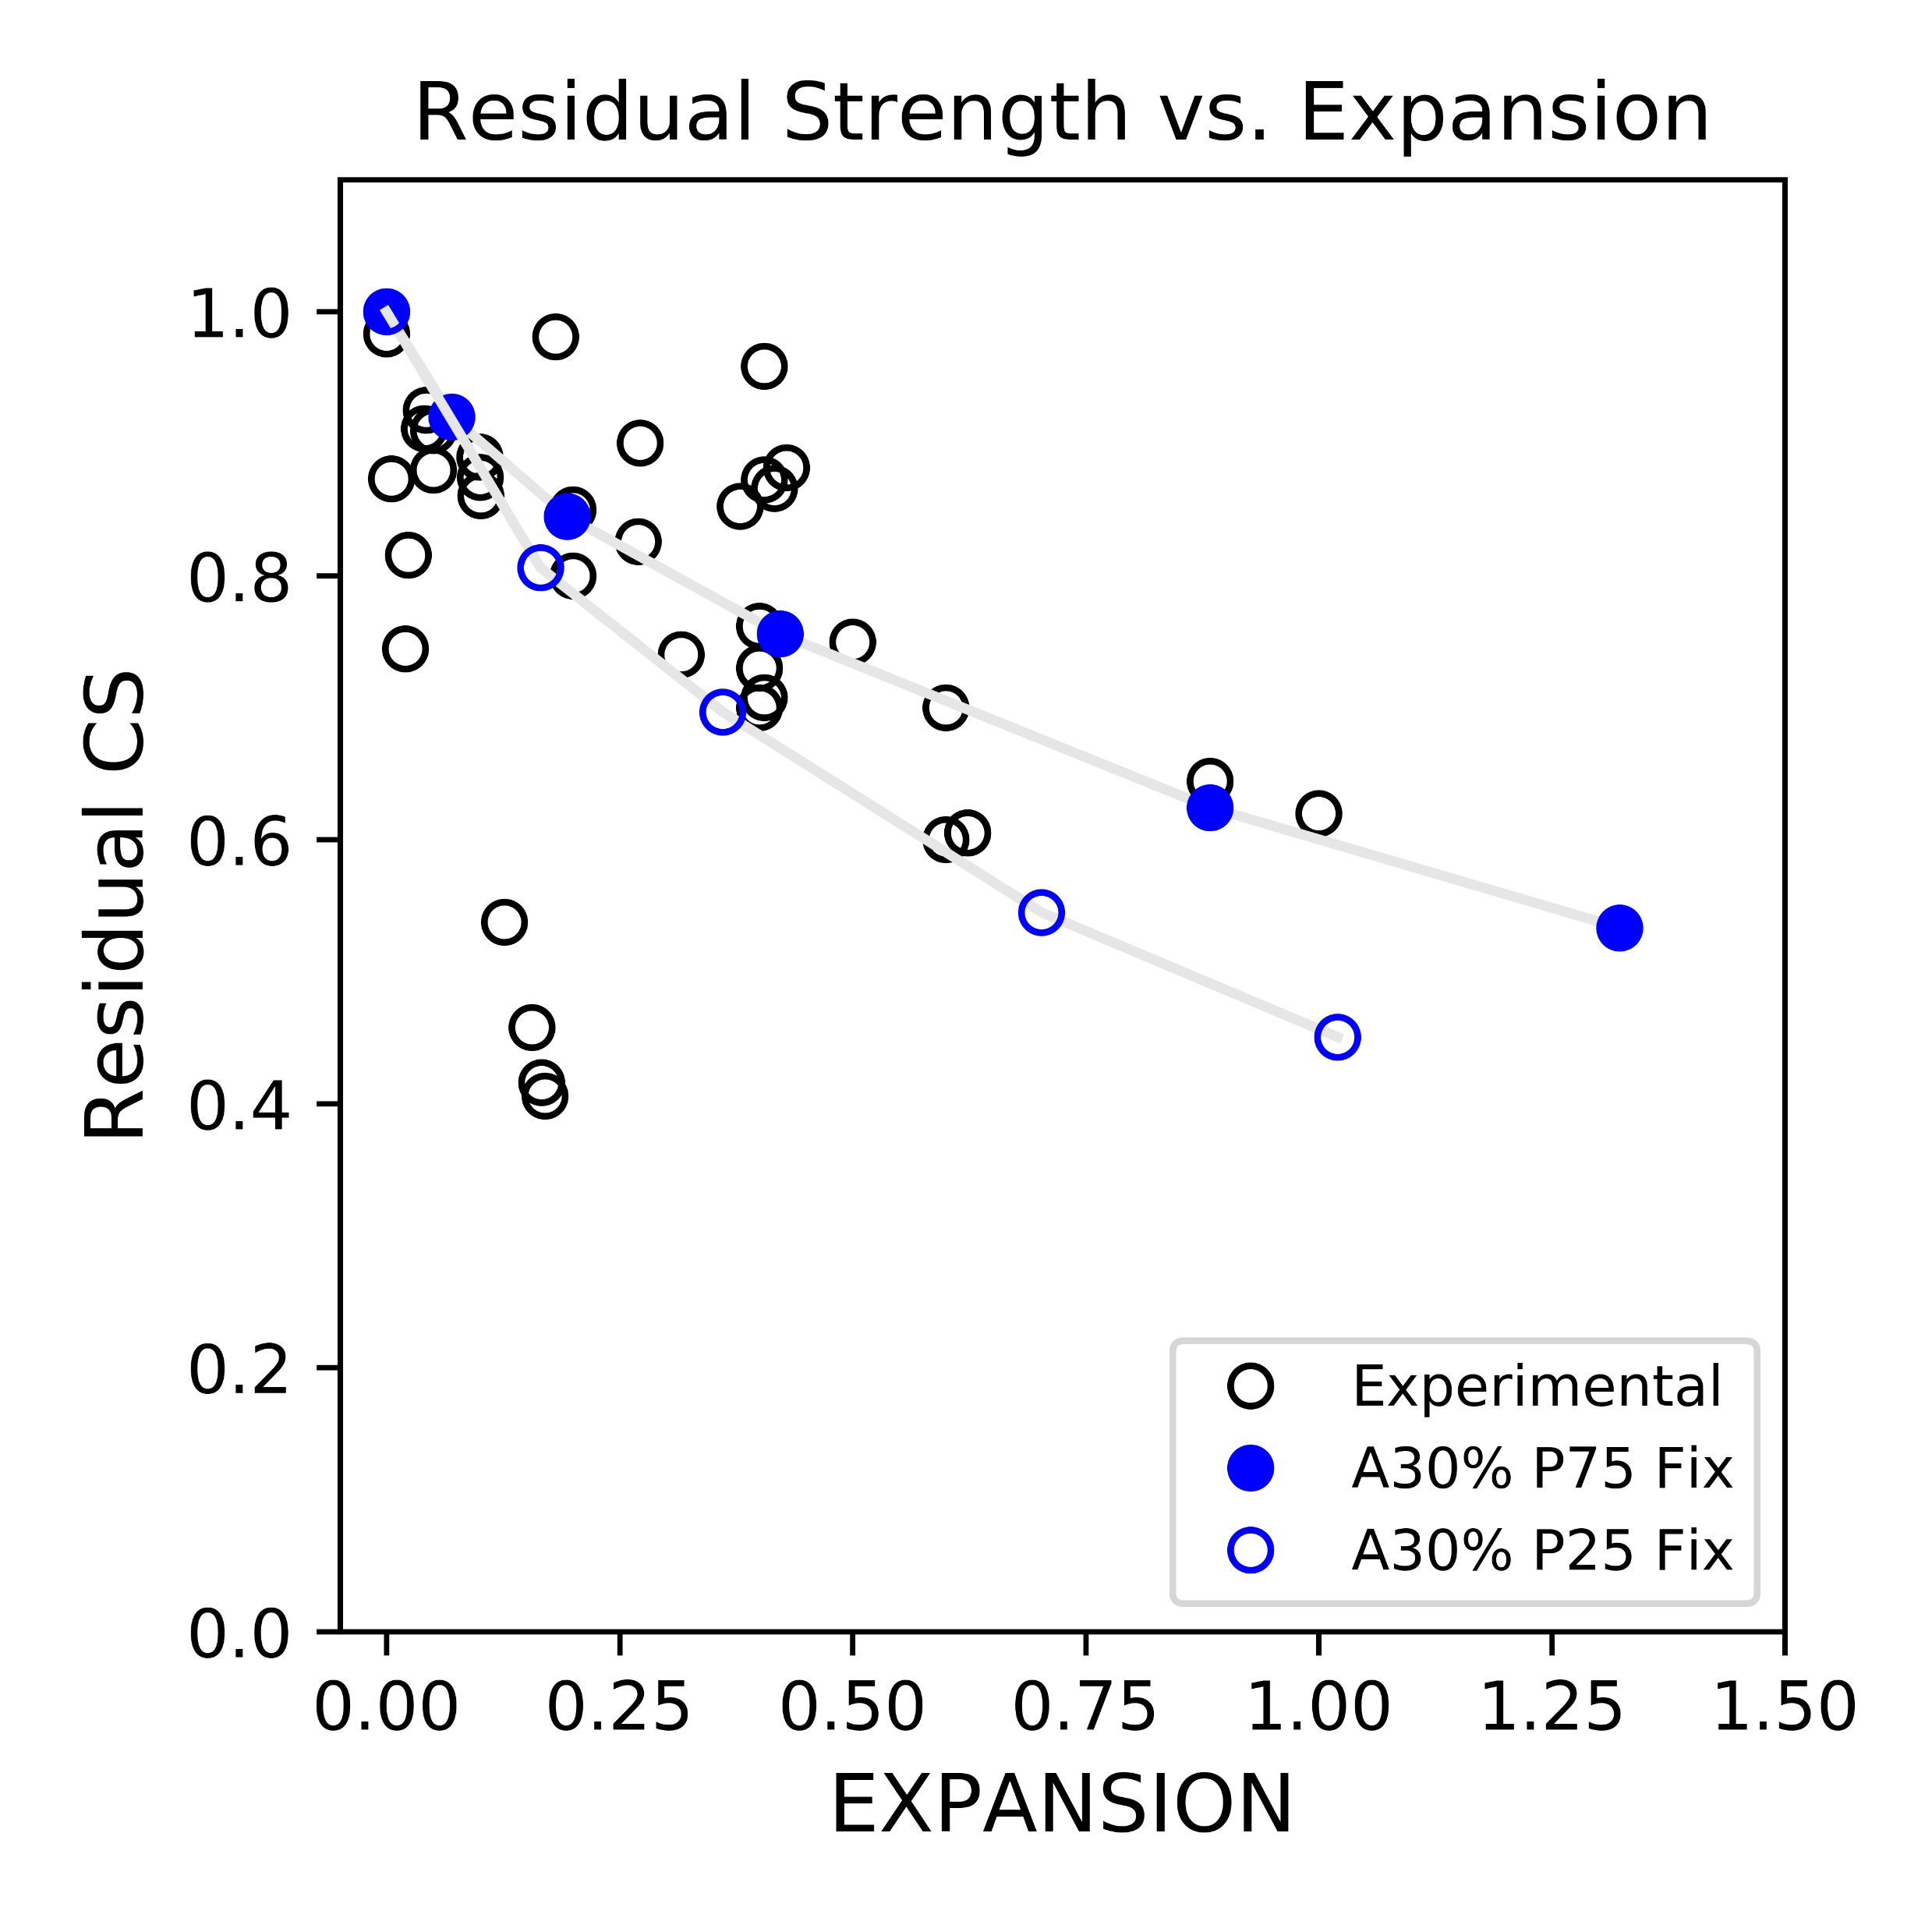 Residual Strength vs. Expansion
Residual CS
1.0
0.8
0.6
0.4
0.2
0.0
0.00 0.25 0.50 0.75 1.00 1.25 1.50
EXPANSION
Experimental
A30% P75 Fix
A30% P25 Fix